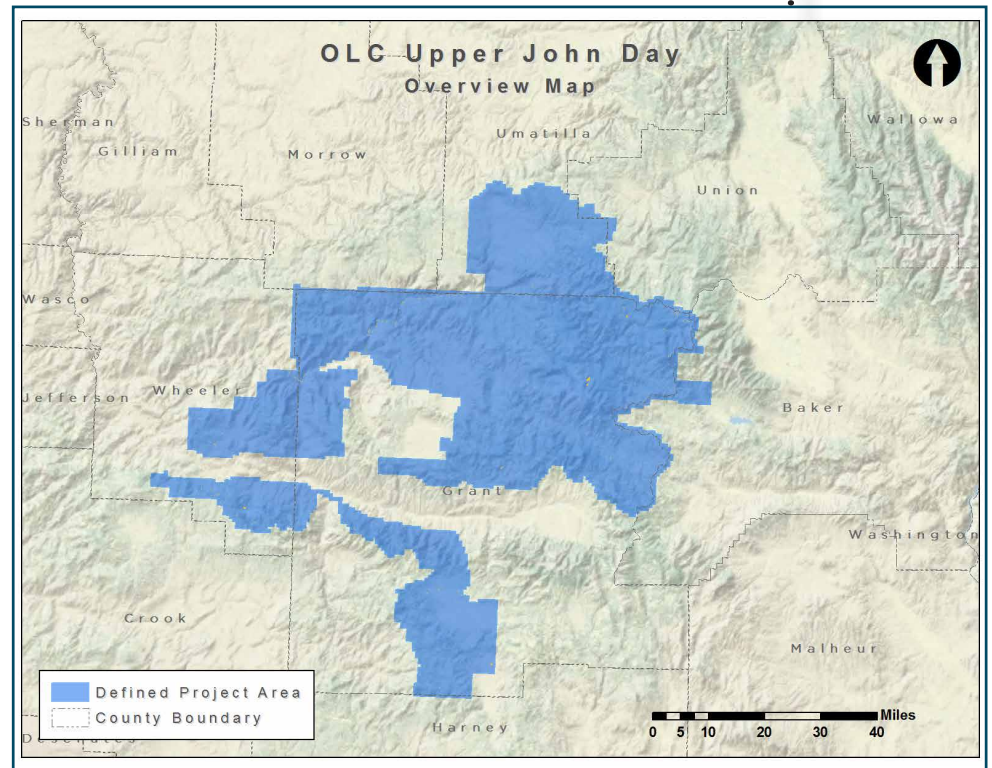 OLC Upper John Day
Overview Map
Sherman
Gilliam
Morrow
Umatilla
Wallowa
Union
Wasco
Wheeler
Jefferson
Baker
Grant
Washington
Crook
Malheur
Harney
Deschutes
Defined Project Area
County Boundary
Miles
0 5 10 20 30 40